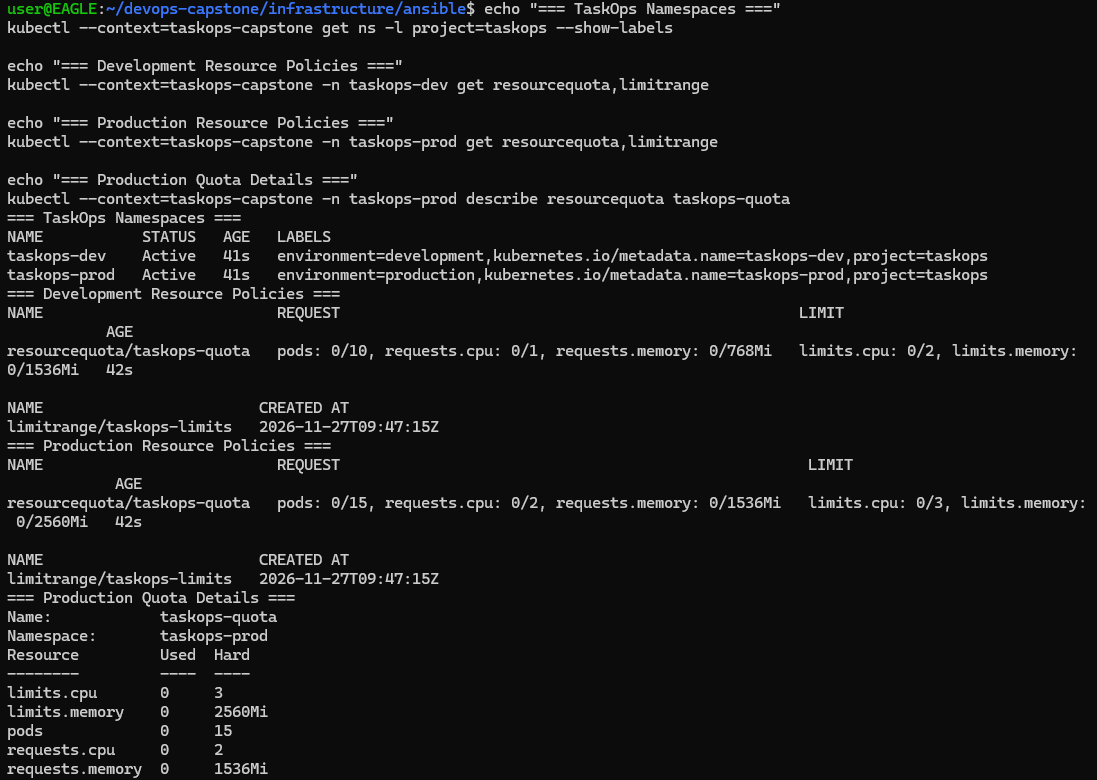 user@EAGLE:~/devops-capstone/infrastructure/ansible$ echo "=== TaskOps Namespaces ==="
kubectl --context=taskops-capstone get ns -l project=taskops --show-labels

echo "=== Development Resource Policies ==="
kubectl --context=taskops-capstone -n taskops-dev get resourcequota,limitrange

echo "=== Production Resource Policies ==="
kubectl --context=taskops-capstone -n taskops-prod get resourcequota,limitrange

echo "=== Production Quota Details ==="
kubectl --context=taskops-capstone -n taskops-prod describe resourcequota taskops-quota
=== TaskOps Namespaces ===
NAME           STATUS   AGE   LABELS
taskops-dev    Active   41s   environment=development,kubernetes.io/metadata.name=taskops-dev,project=taskops
taskops-prod   Active   41s   environment=production,kubernetes.io/metadata.name=taskops-prod,project=taskops
=== Development Resource Policies ===
NAME                          REQUEST                                                   LIMIT
           AGE
resourcequota/taskops-quota   pods: 0/10, requests.cpu: 0/1, requests.memory: 0/768Mi   limits.cpu: 0/2, limits.memory:
0/1536Mi   42s

NAME                        CREATED AT
limitrange/taskops-limits   2026-11-27T09:47:15Z
=== Production Resource Policies ===
NAME                          REQUEST                                                    LIMIT
            AGE
resourcequota/taskops-quota   pods: 0/15, requests.cpu: 0/2, requests.memory: 0/1536Mi   limits.cpu: 0/3, limits.memory:
 0/2560Mi   42s

NAME                        CREATED AT
limitrange/taskops-limits   2026-11-27T09:47:15Z
=== Production Quota Details ===
Name:            taskops-quota
Namespace:       taskops-prod
Resource         Used  Hard
--------         ----  ----
limits.cpu       0     3
limits.memory    0     2560Mi
pods             0     15
requests.cpu     0     2
requests.memory  0     1536Mi